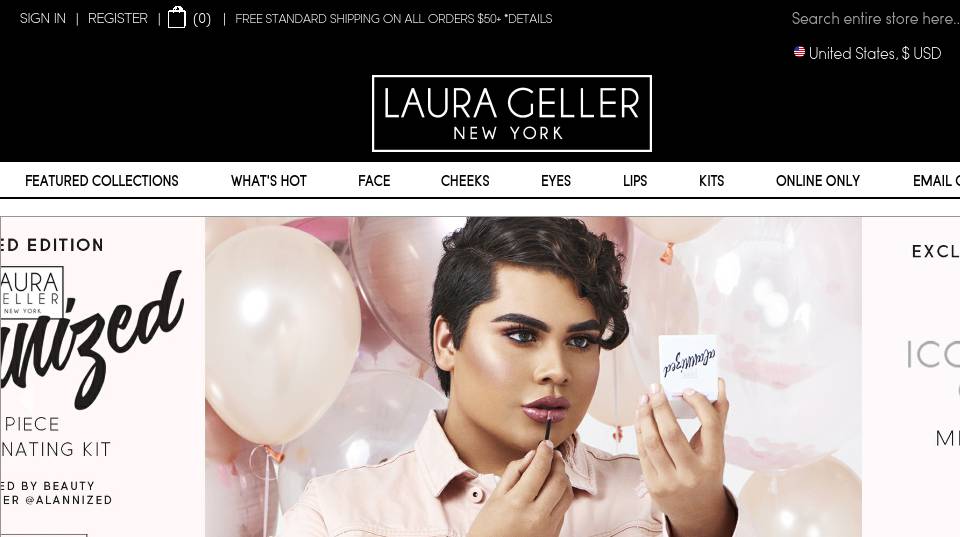 SIGN IN | REGISTER | (0) | FREE STANDARD SHIPPING ON ALL ORDERS $50+ *DETAILS
Search entire store here..
United States, $ USD
LAURA GELLER
NEW YORK
FEATURED COLLECTIONS WHAT'S HOT FACE CHEEKS EYES LIPS KITS ONLINE ONLY EMAIL
ED EDITION
AURA
ELLER
NEW YORK
anized
PIECE
NATING KIT
ED BY BEAUTY
ER @ALANNIZED
alannized
EXCL
ICO
MI